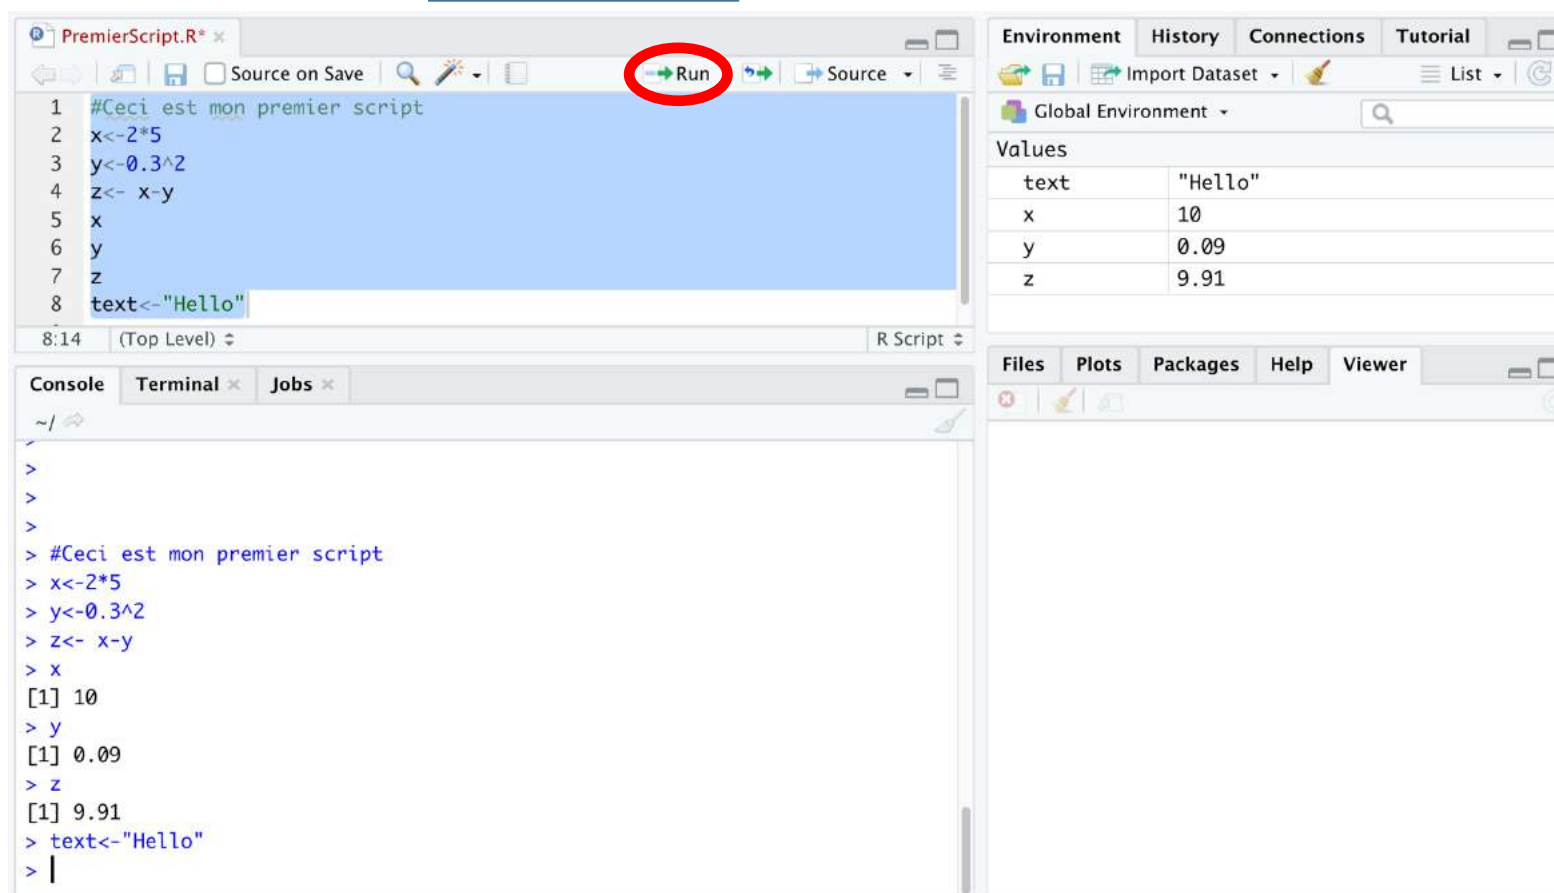 PremierScript.R*
Source on Save
Run
Source
1 #Ceci est mon premier script
2 x<-2*5
3 y<-0.3^2
4 z<- x-y
5 x
6 y
7 z
8 text<-"Hello"
8:14 (Top Level) R Script
Console Terminal Jobs
~/
>
>
>
> #Ceci est mon premier script
> x<-2*5
> y<-0.3^2
> z<- x-y
> x
[1] 10
> y
[1] 0.09
> z
[1] 9.91
> text<-"Hello"
>
Environment History Connections Tutorial
Import Dataset List
Global Environment
Values
text "Hello"
x 10
y 0.09
z 9.91
Files Plots Packages Help Viewer